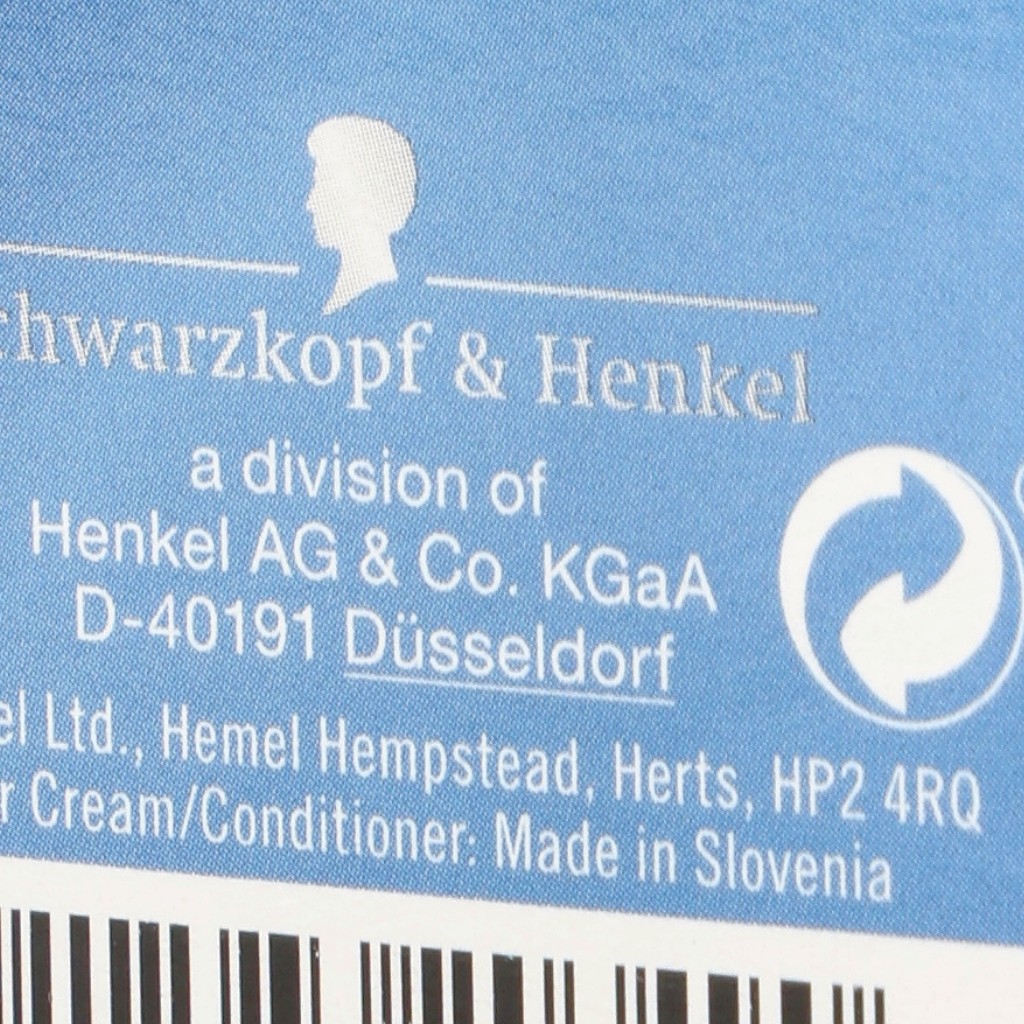 chwarzkopf & Henkel
a division of
Henkel AG & Co. KGaA
D-40191 Düsseldorf
el Ltd., Hemel Hempstead, Herts, HP2 4RQ
r Cream/Conditioner: Made in Slovenia